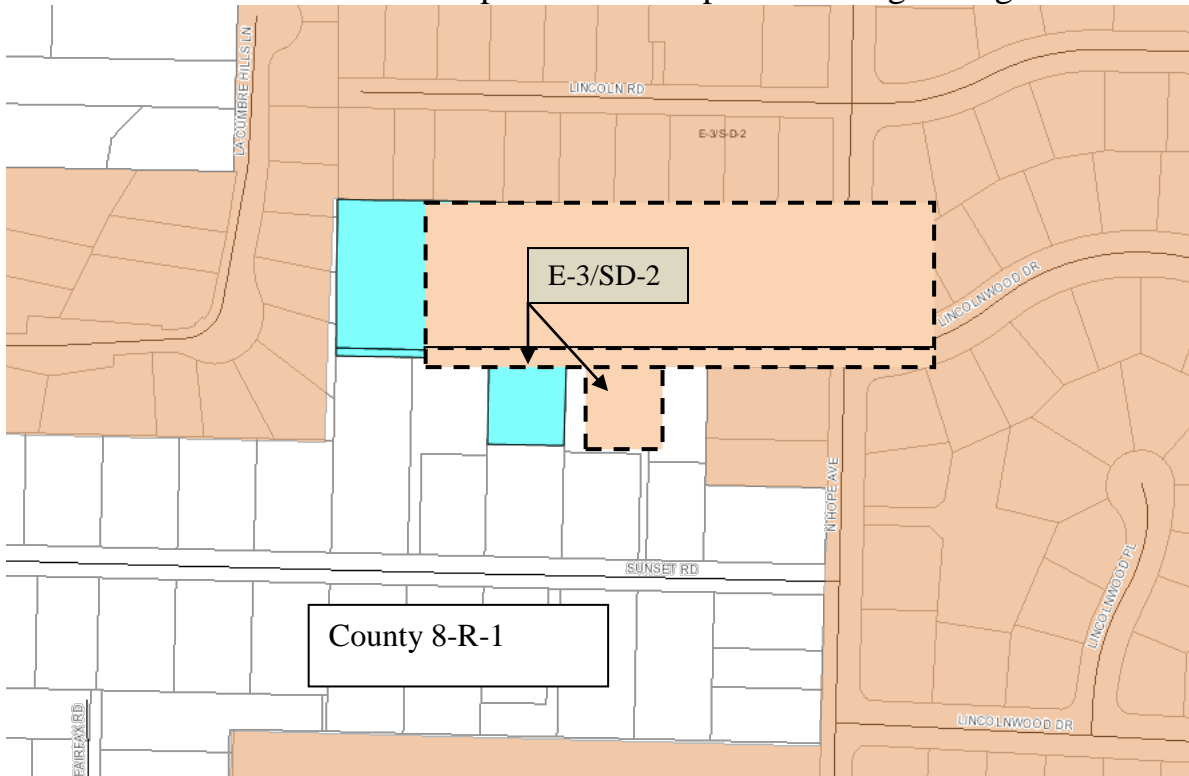 LA CUMBRE HILLS LN
LINCOLN RD
E-3/S-D-2
E-3/SD-2
LINCOLNWOOD DR
N HOPE AVE
SUNSET RD
LINCOLNWOOD PL
County 8-R-1
FAIRFAX RD
LINCOLNWOOD DR